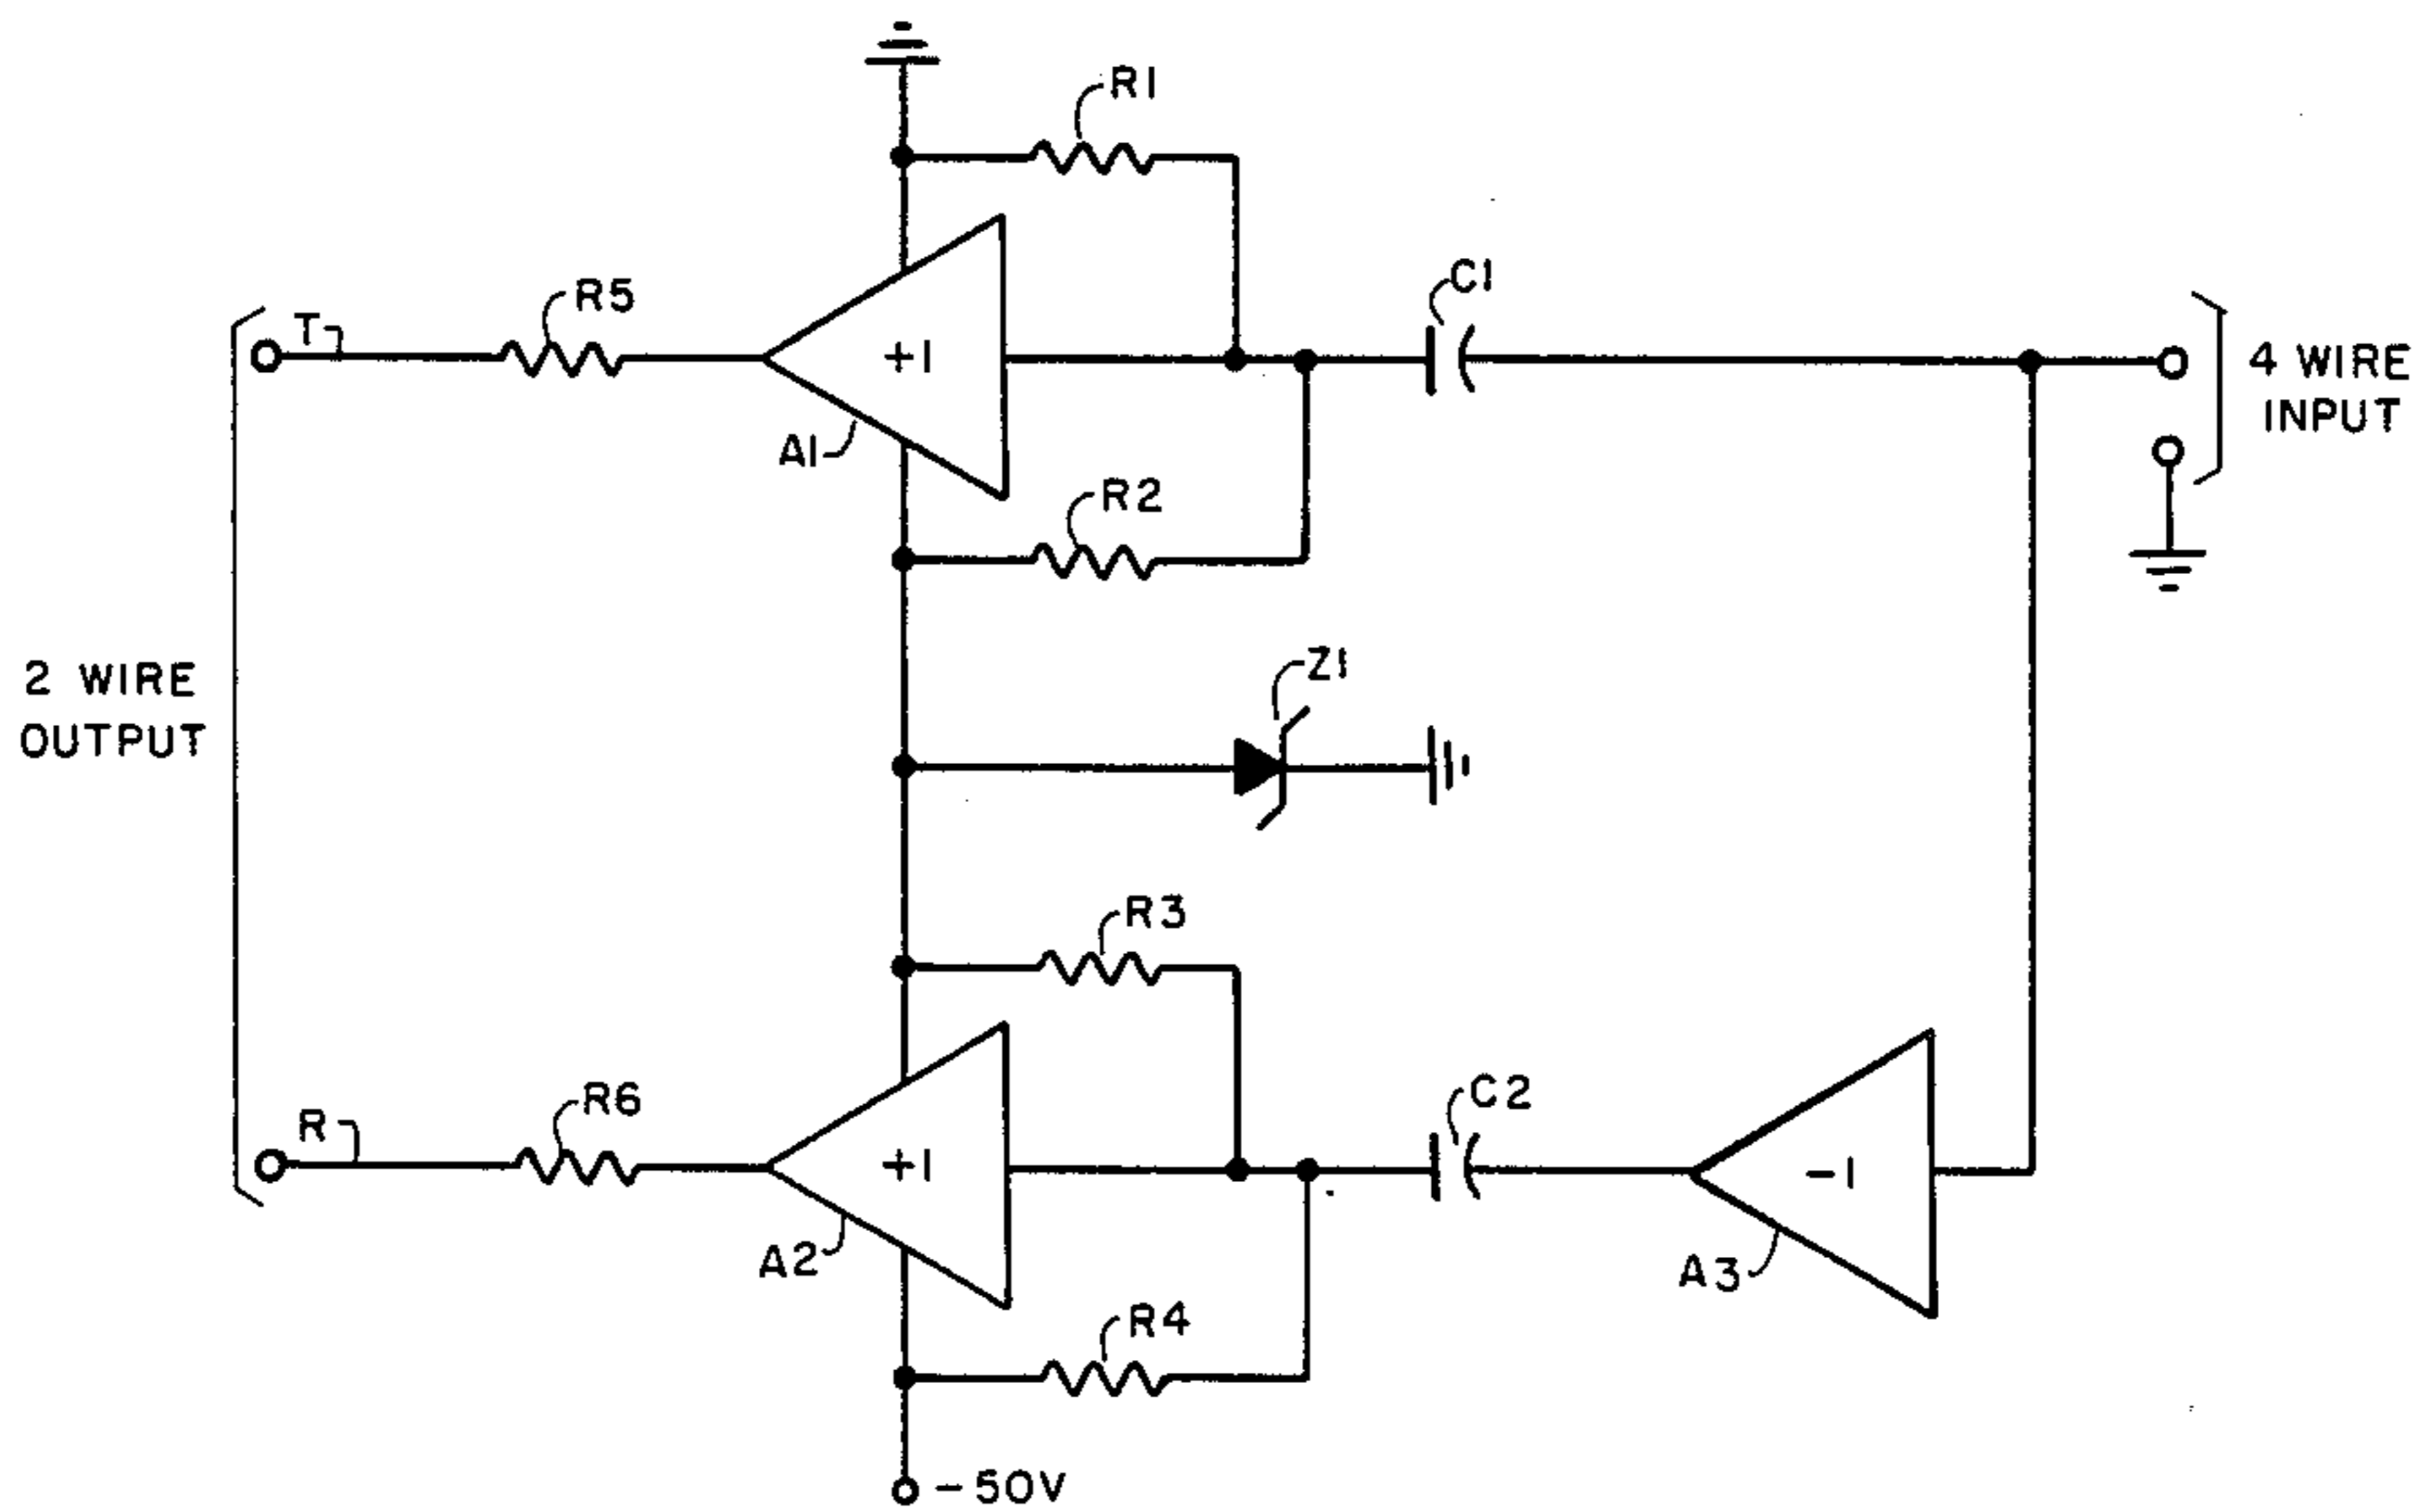 R1
R5
C1
T
+1
4 WIRE
INPUT
A1
R2
Z1
2 WIRE
OUTPUT
R3
R6
C2
R
+1
-1
A2
A3
R4
-50V